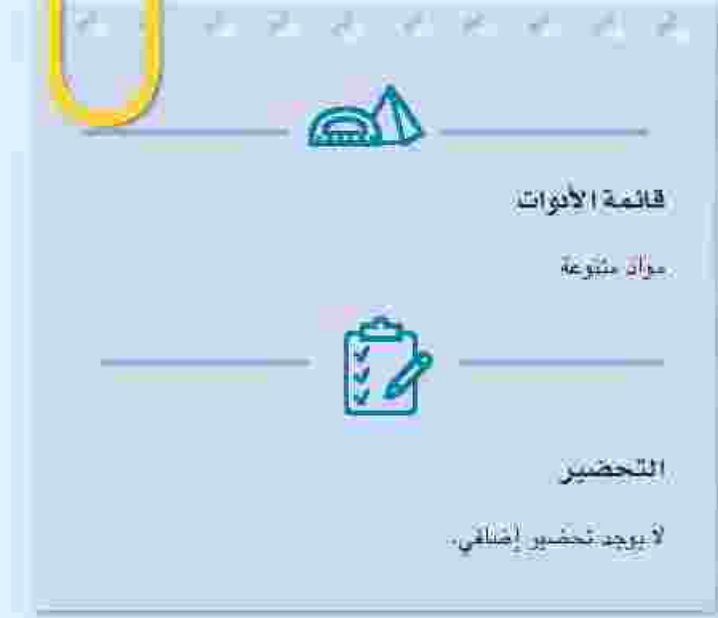 قائمة الأدوات
مواد متنوعة
التحضير
لا يوجد تحضير إضافي.